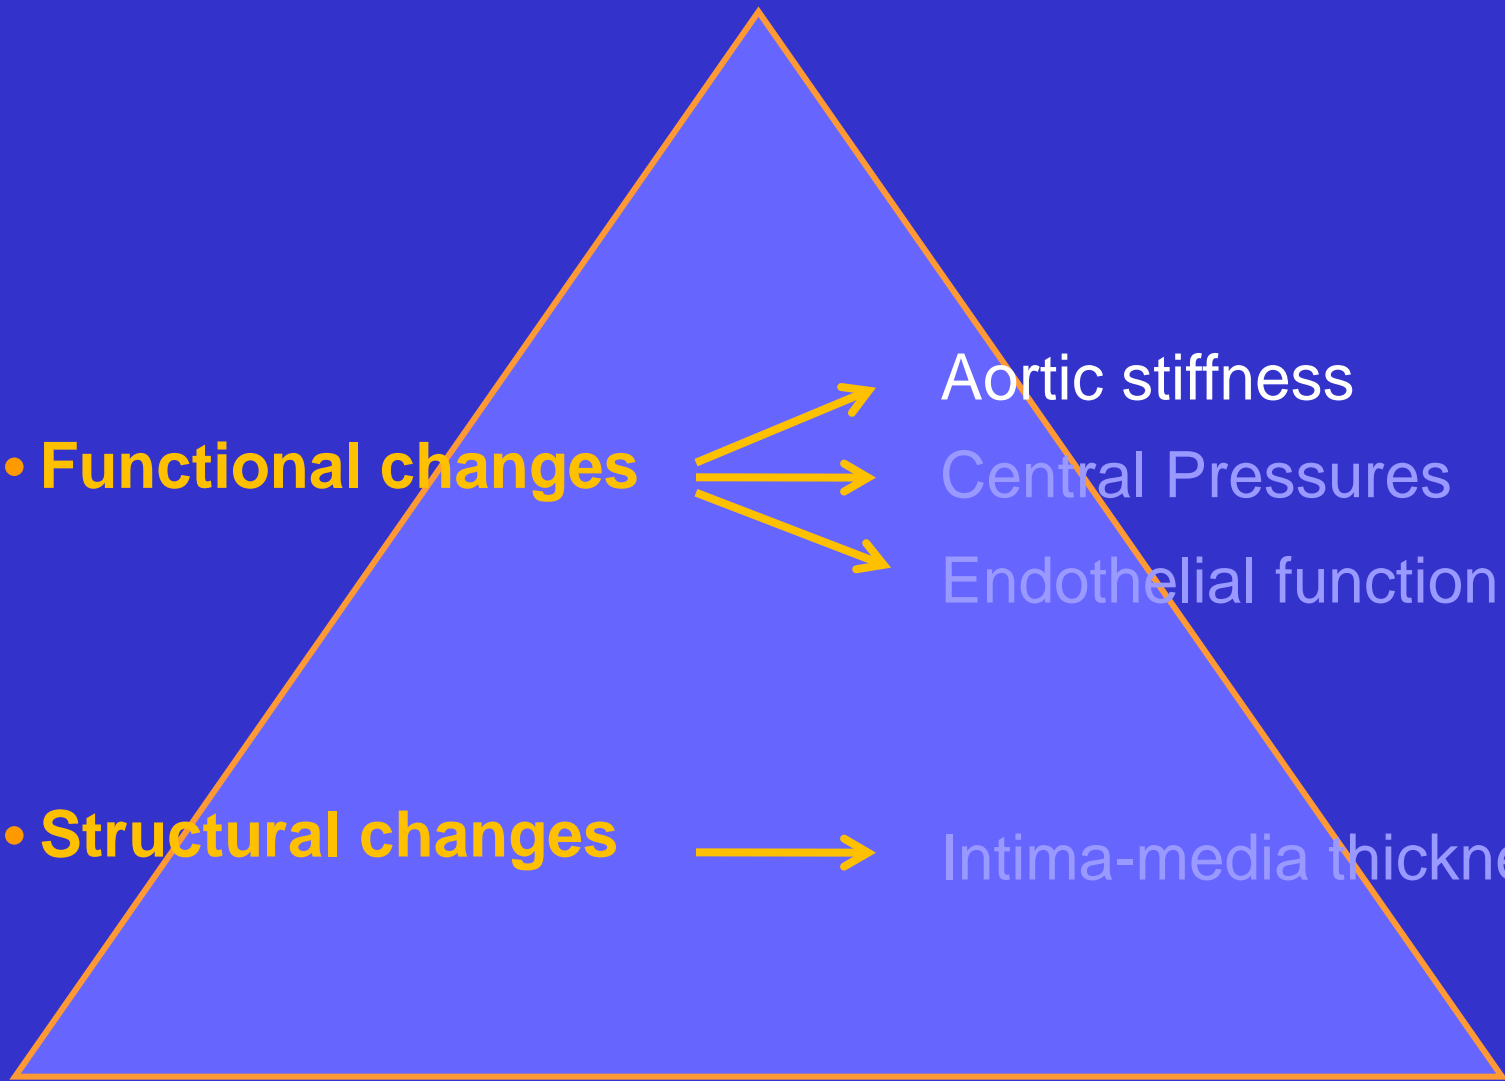 Aortic stiffness
• Functional changes
Central Pressures
Endothelial function
• Structural changes
Intima-media